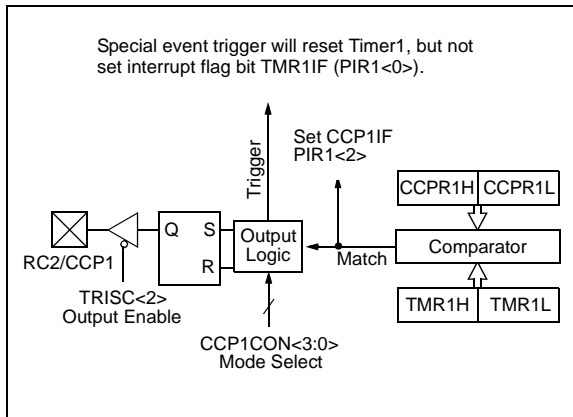 Special event trigger will reset Timer1, but not
set interrupt flag bit TMR1IF (PIR1<0>).
Trigger
Set CCP1IF
PIR1<2>
CCPR1H CCPR1L
Q S
R
Output
Logic
Match
Comparator
RC2/CCP1
TRISC<2>
Output Enable
TMR1H TMR1L
CCP1CON<3:0>
Mode Select